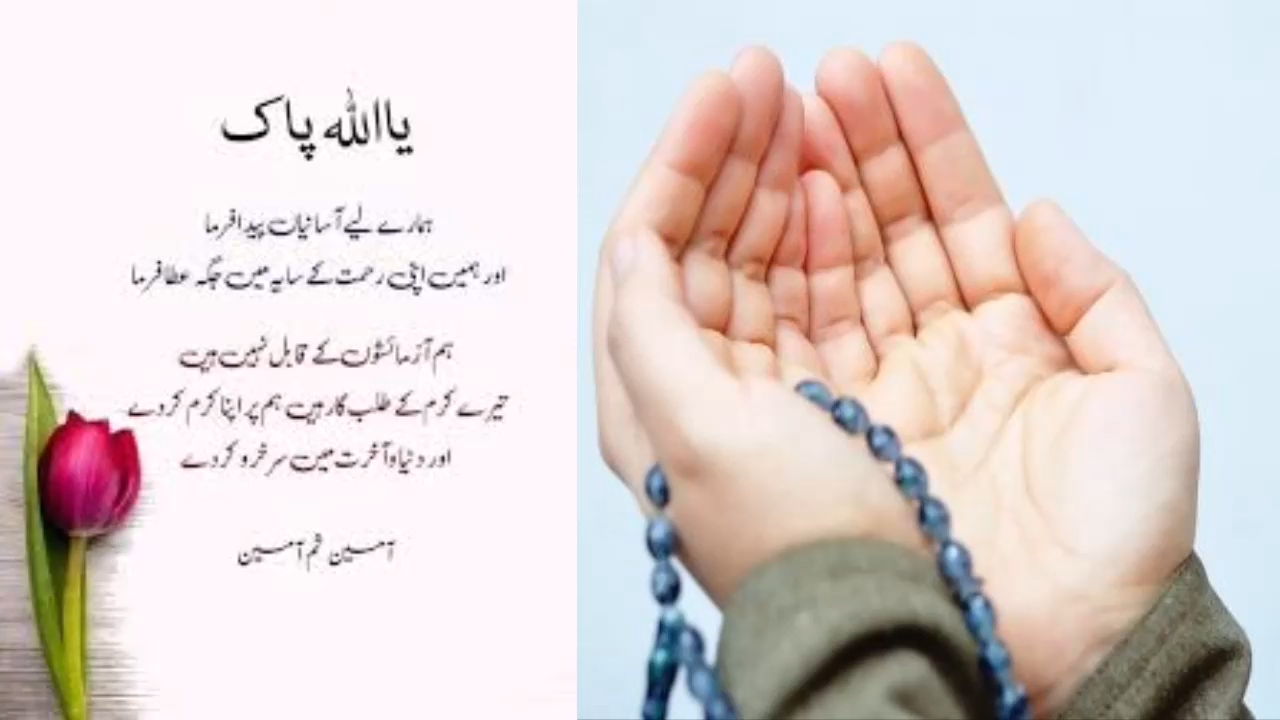 یااللہ پاک
ہمارے لیے آسانیاں پیدا فرما
اور ہمیں اپنی رحمت کے سایہ میں جگہ عطا فرما
ہم آزمائشوں کے قابل نہیں ہیں
تیرے کرم کے طلب گار ہیں ہم پر اپنا کرم کر دے
اور دنیا و آخرت میں سرخرو کر دے
آمین ثم آمین